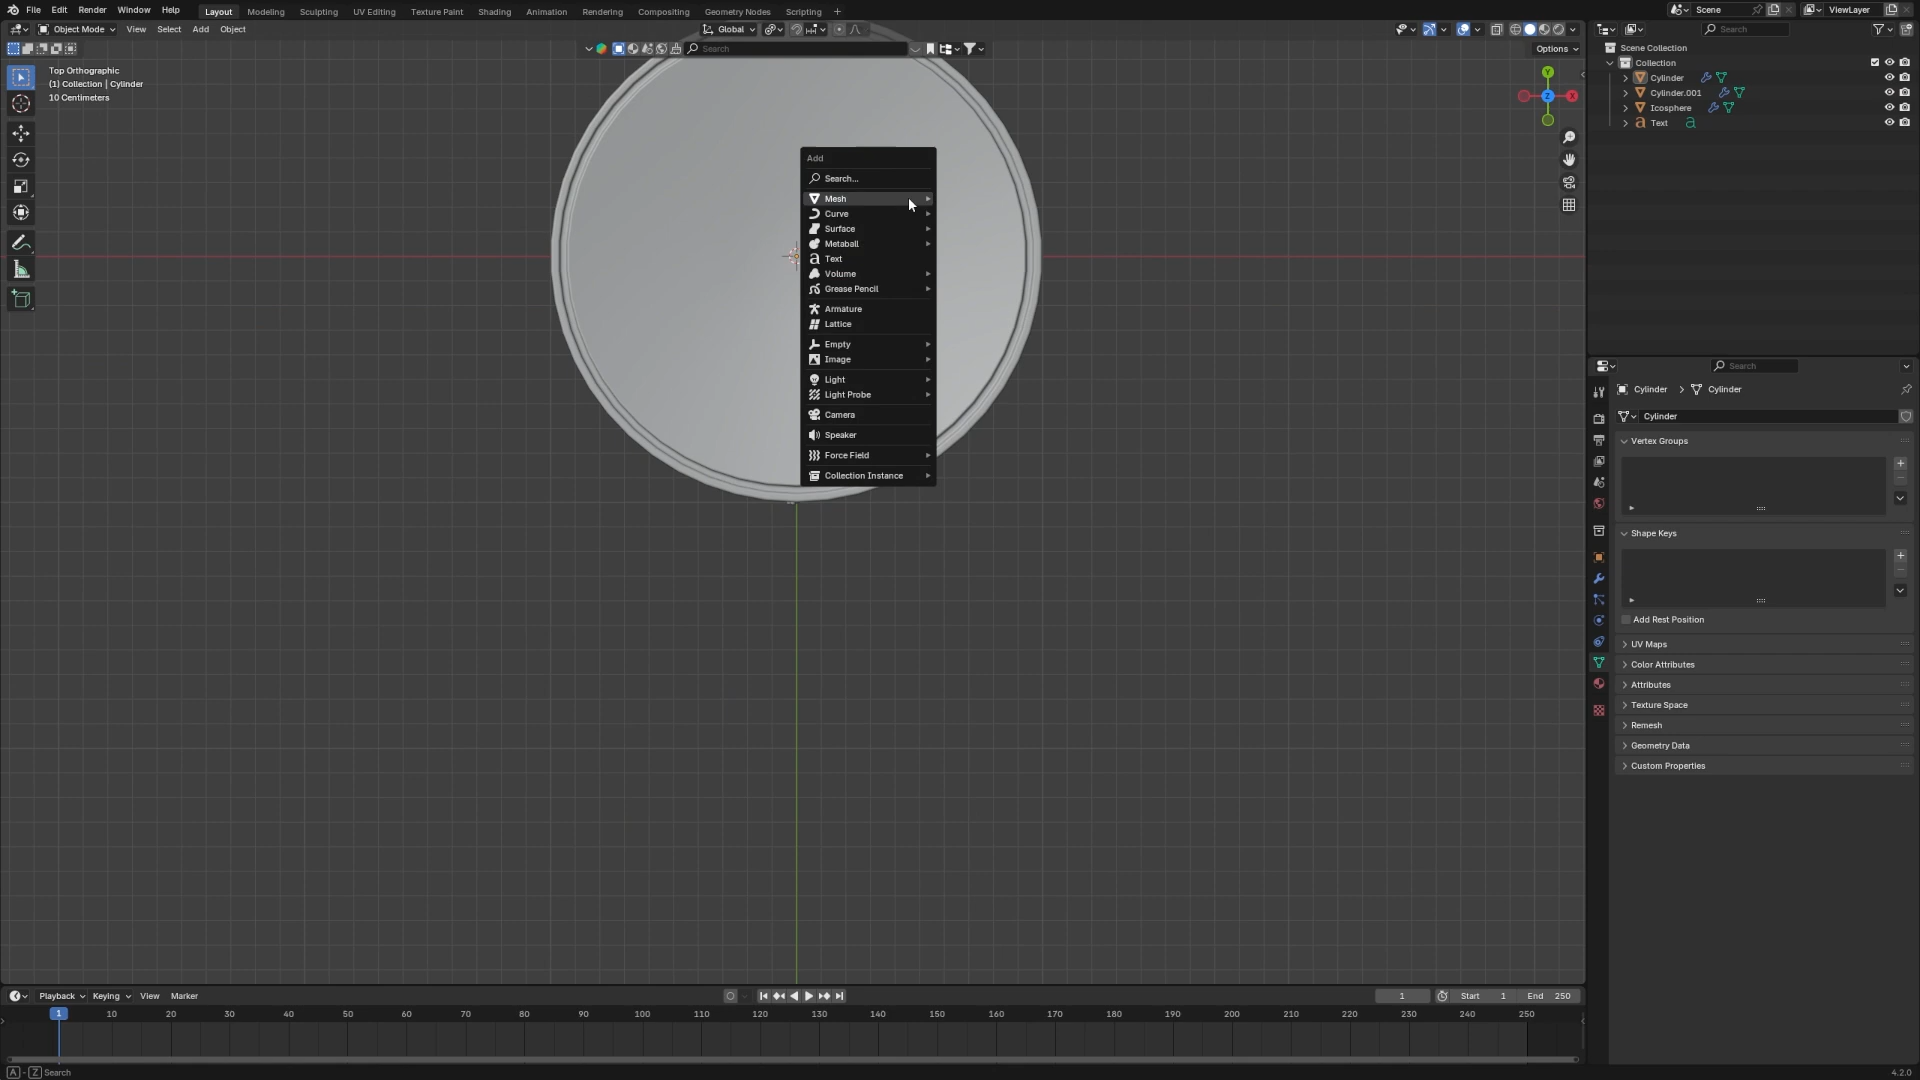 File Edit Render Window Help Layout Modeling Sculpting UV Editing Texture Paint Shading Animation Rendering Compositing Geometry Nodes Scripting + Scene ViewLayer
Object Mode View Select Add Object Global Search
Search Options
Top Orthographic
(1) Collection | Cylinder
10 Centimeters
Y
Z X
Scene Collection
Collection
Cylinder
Cylinder.001
Icosphere
Text
Add
Search...
Mesh
Curve
Surface
Metaball
Text
Volume
Grease Pencil
Armature
Lattice
Empty
Image
Light
Light Probe
Camera
Speaker
Force Field
Collection Instance
Search
Cylinder > Cylinder
Cylinder
Vertex Groups
Shape Keys
Add Rest Position
UV Maps
Color Attributes
Attributes
Texture Space
Remesh
Geometry Data
Custom Properties
Playback Keying View Marker 1 Start 1 End 250
1 10 20 30 40 50 60 70 80 90 100 110 120 130 140 150 160 170 180 190 200 210 220 230 240 250
A - Z Search 4.2.0